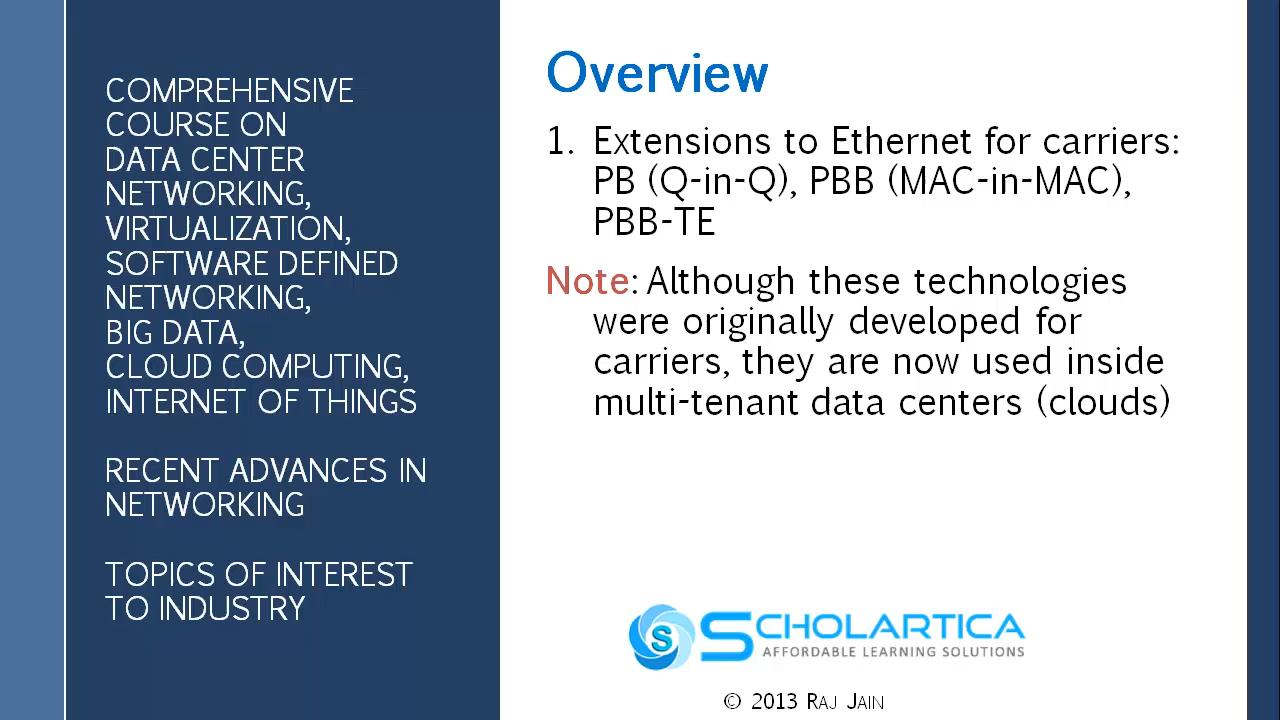 COMPREHENSIVE
COURSE ON
DATA CENTER
NETWORKING,
VIRTUALIZATION,
SOFTWARE DEFINED
NETWORKING,
BIG DATA,
CLOUD COMPUTING,
INTERNET OF THINGS
RECENT ADVANCES IN
NETWORKING
TOPICS OF INTEREST
TO INDUSTRY
Overview
1. Extensions to Ethernet for carriers:
PB (Q-in-Q), PBB (MAC-in-MAC),
PBB-TE
Note: Although these technologies
were originally developed for
carriers, they are now used inside
multi-tenant data centers (clouds)
S SCHOLARTICA
AFFORDABLE LEARNING SOLUTIONS
© 2013 RAJ JAIN